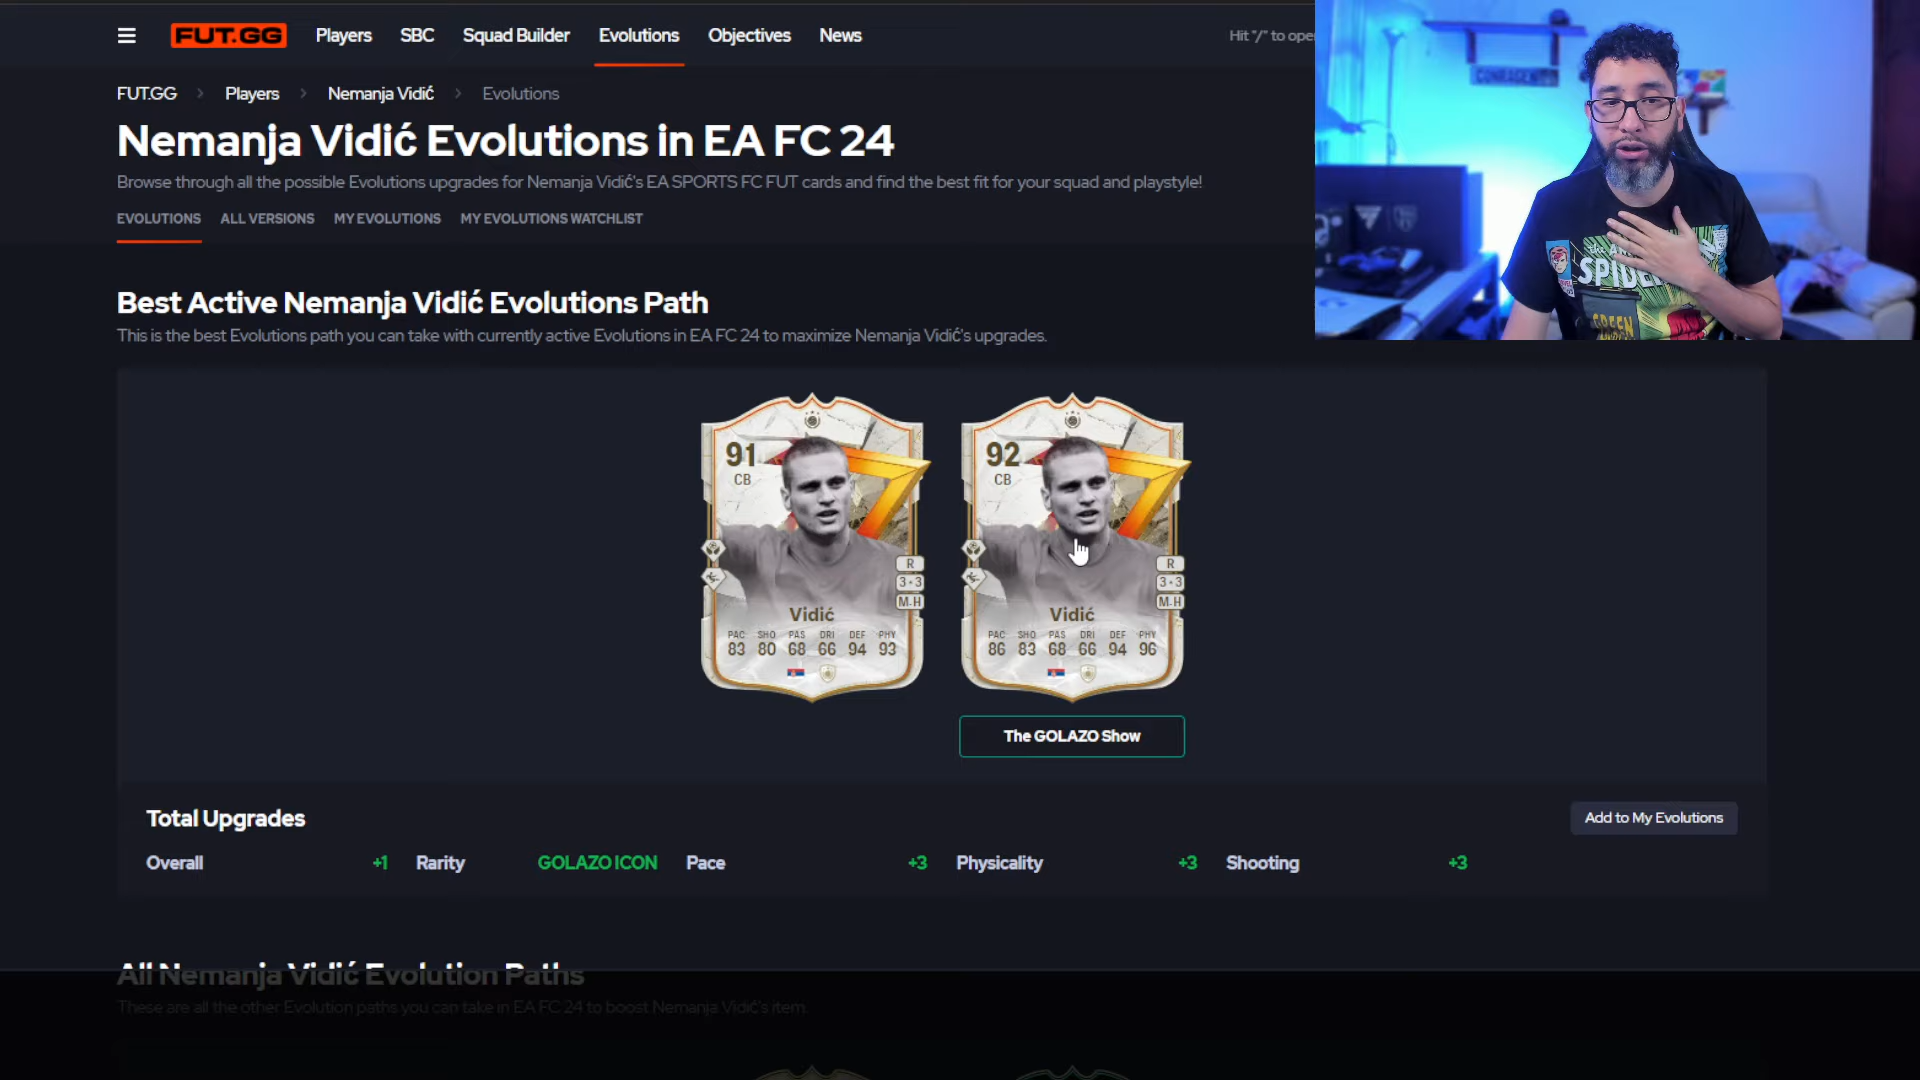 FUT.GG Players SBC Squad Builder Evolutions Objectives News Hit "/" to open
FUT.GG > Players > Nemanja Vidić > Evolutions
Nemanja Vidić Evolutions in EA FC 24
Browse through all the possible Evolutions upgrades for Nemanja Vidić's EA SPORTS FC FUT cards and find the best fit for your squad and playstyle!
EVOLUTIONS ALL VERSIONS MY EVOLUTIONS MY EVOLUTIONS WATCHLIST
Best Active Nemanja Vidić Evolutions Path
This is the best Evolutions path you can take with currently active Evolutions in EA FC 24 to maximize Nemanja Vidić's upgrades.
91
CB
R
3·3
M-H
Vidić
PAC SHO PAS DRI DEF PHY
83 80 68 66 94 93
92
CB
R
3·3
M-H
Vidić
PAC SHO PAS DRI DEF PHY
86 83 68 66 94 96
The GOLAZO Show
Total Upgrades
Add to My Evolutions
Overall +1 Rarity GOLAZO ICON Pace +3 Physicality +3 Shooting +3
All Nemanja Vidić Evolution Paths
These are all the other Evolution paths you can take in EA FC 24 to boost Nemanja Vidić's item.